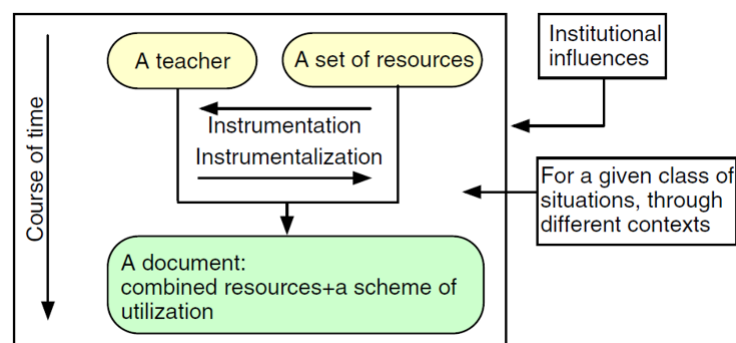 A teacher
A set of resources
Institutional
influences
Instrumentation
Instrumentalization
Course of time
For a given class of
situations, through
different contexts
A document:
combined resources+a scheme of
utilization